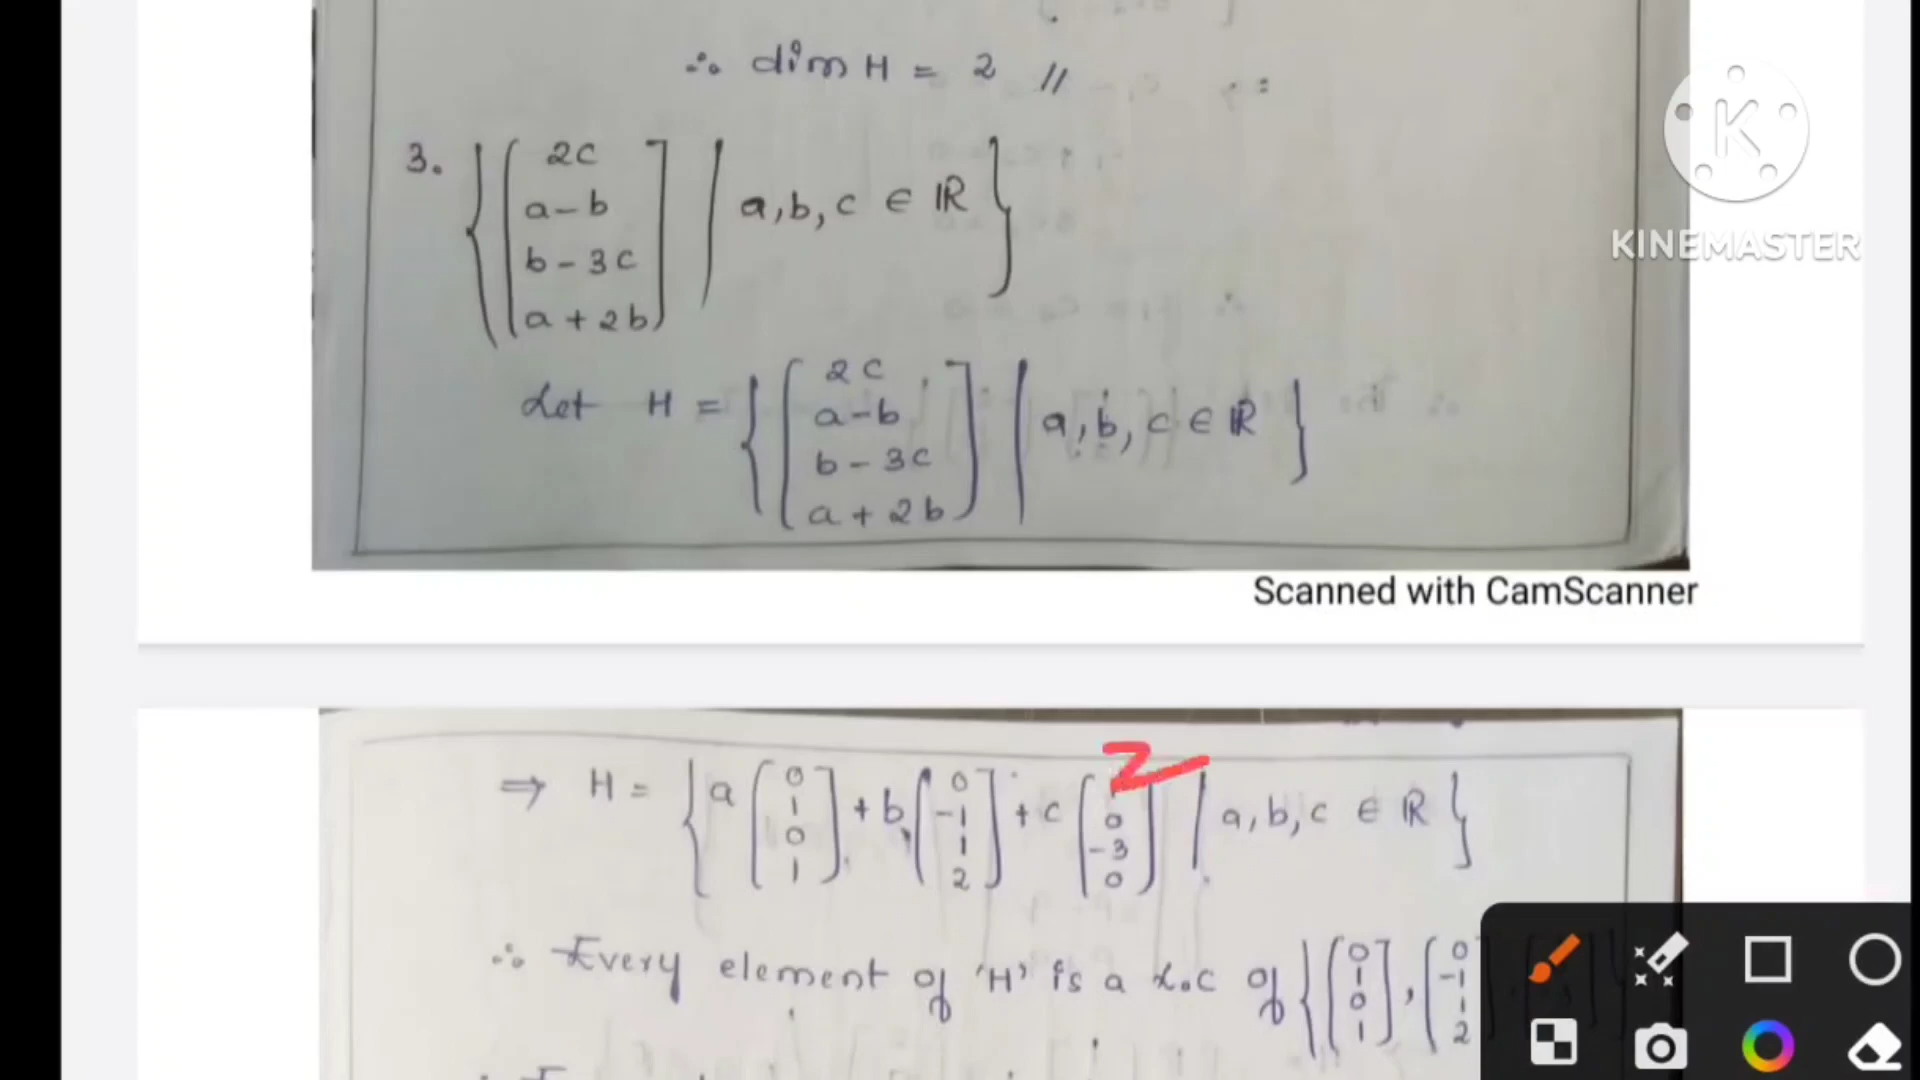 ∴ dim H = 2 //
3. { [ 2c
a-b
b-3c
a+2b ] | a,b,c ∈ ℝ }
KINEMASTER
Let H = { [ 2c
a-b
b-3c
a+2b ] | a,b,c ∈ ℝ }
Scanned with CamScanner
⇒ H = { a [ 0 1 0 1 ] + b [ 0 -1 1 2 ] + c [ 2 0 -3 0 ] | a,b,c ∈ ℝ }
∴ Every element of 'H' is a L.C of { [ 0 1 0 1 ], [ 0 -1 1 2 ]